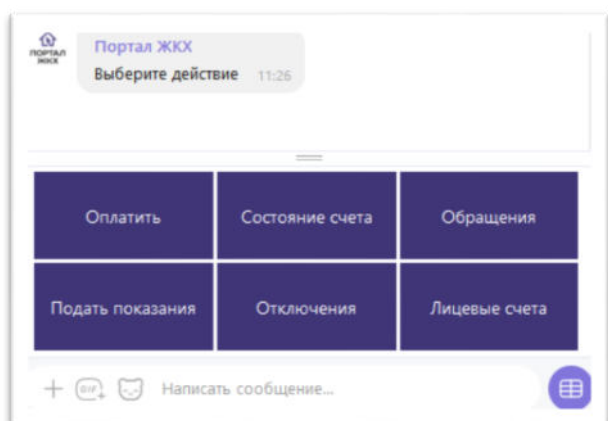 ПОРТАЛ
ЖКХ
Портал ЖКХ
Выберите действие 11:26
Оплатить Состояние счета Обращения
Подать показания Отключения Лицевые счета
GIF Написать сообщение...